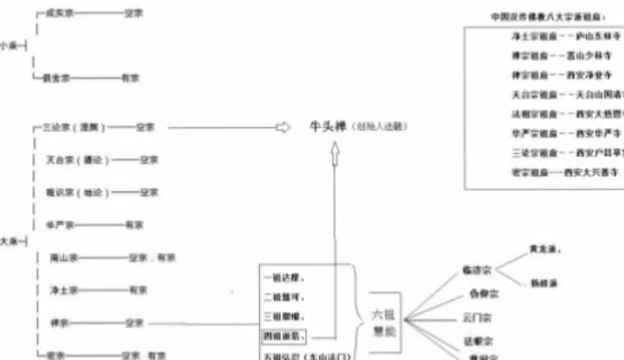 成实宗 空宗
小乘
俱舍宗 有宗
三论宗（涅槃） 空宗
牛头禅（创始人法融）
天台宗（摄论） 空宗
唯识宗（地论） 空宗
华严宗 有宗
大乘
南山宗 空宗．有宗
净土宗 有宗
禅宗 空宗
密宗 空宗 有宗
一祖达摩、
二祖慧可、
三祖僧璨、
四祖道信、
五祖弘忍（东山法门）
六祖
慧能
临济宗
黄龙派、
杨岐派
伪仰宗
云门宗
法眼宗
中国汉传佛教八大宗派祖庭：
净土宗祖庭－－庐山东林寺
禅宗祖庭－－嵩山少林寺
律宗祖庭－－西安净业寺
天台宗祖庭－－天台山国清
法相宗祖庭－－西安大慈恩
华严宗祖庭－－西安华严寺
三论宗祖庭－－西安户县草
密宗祖庭－－西安大兴善寺